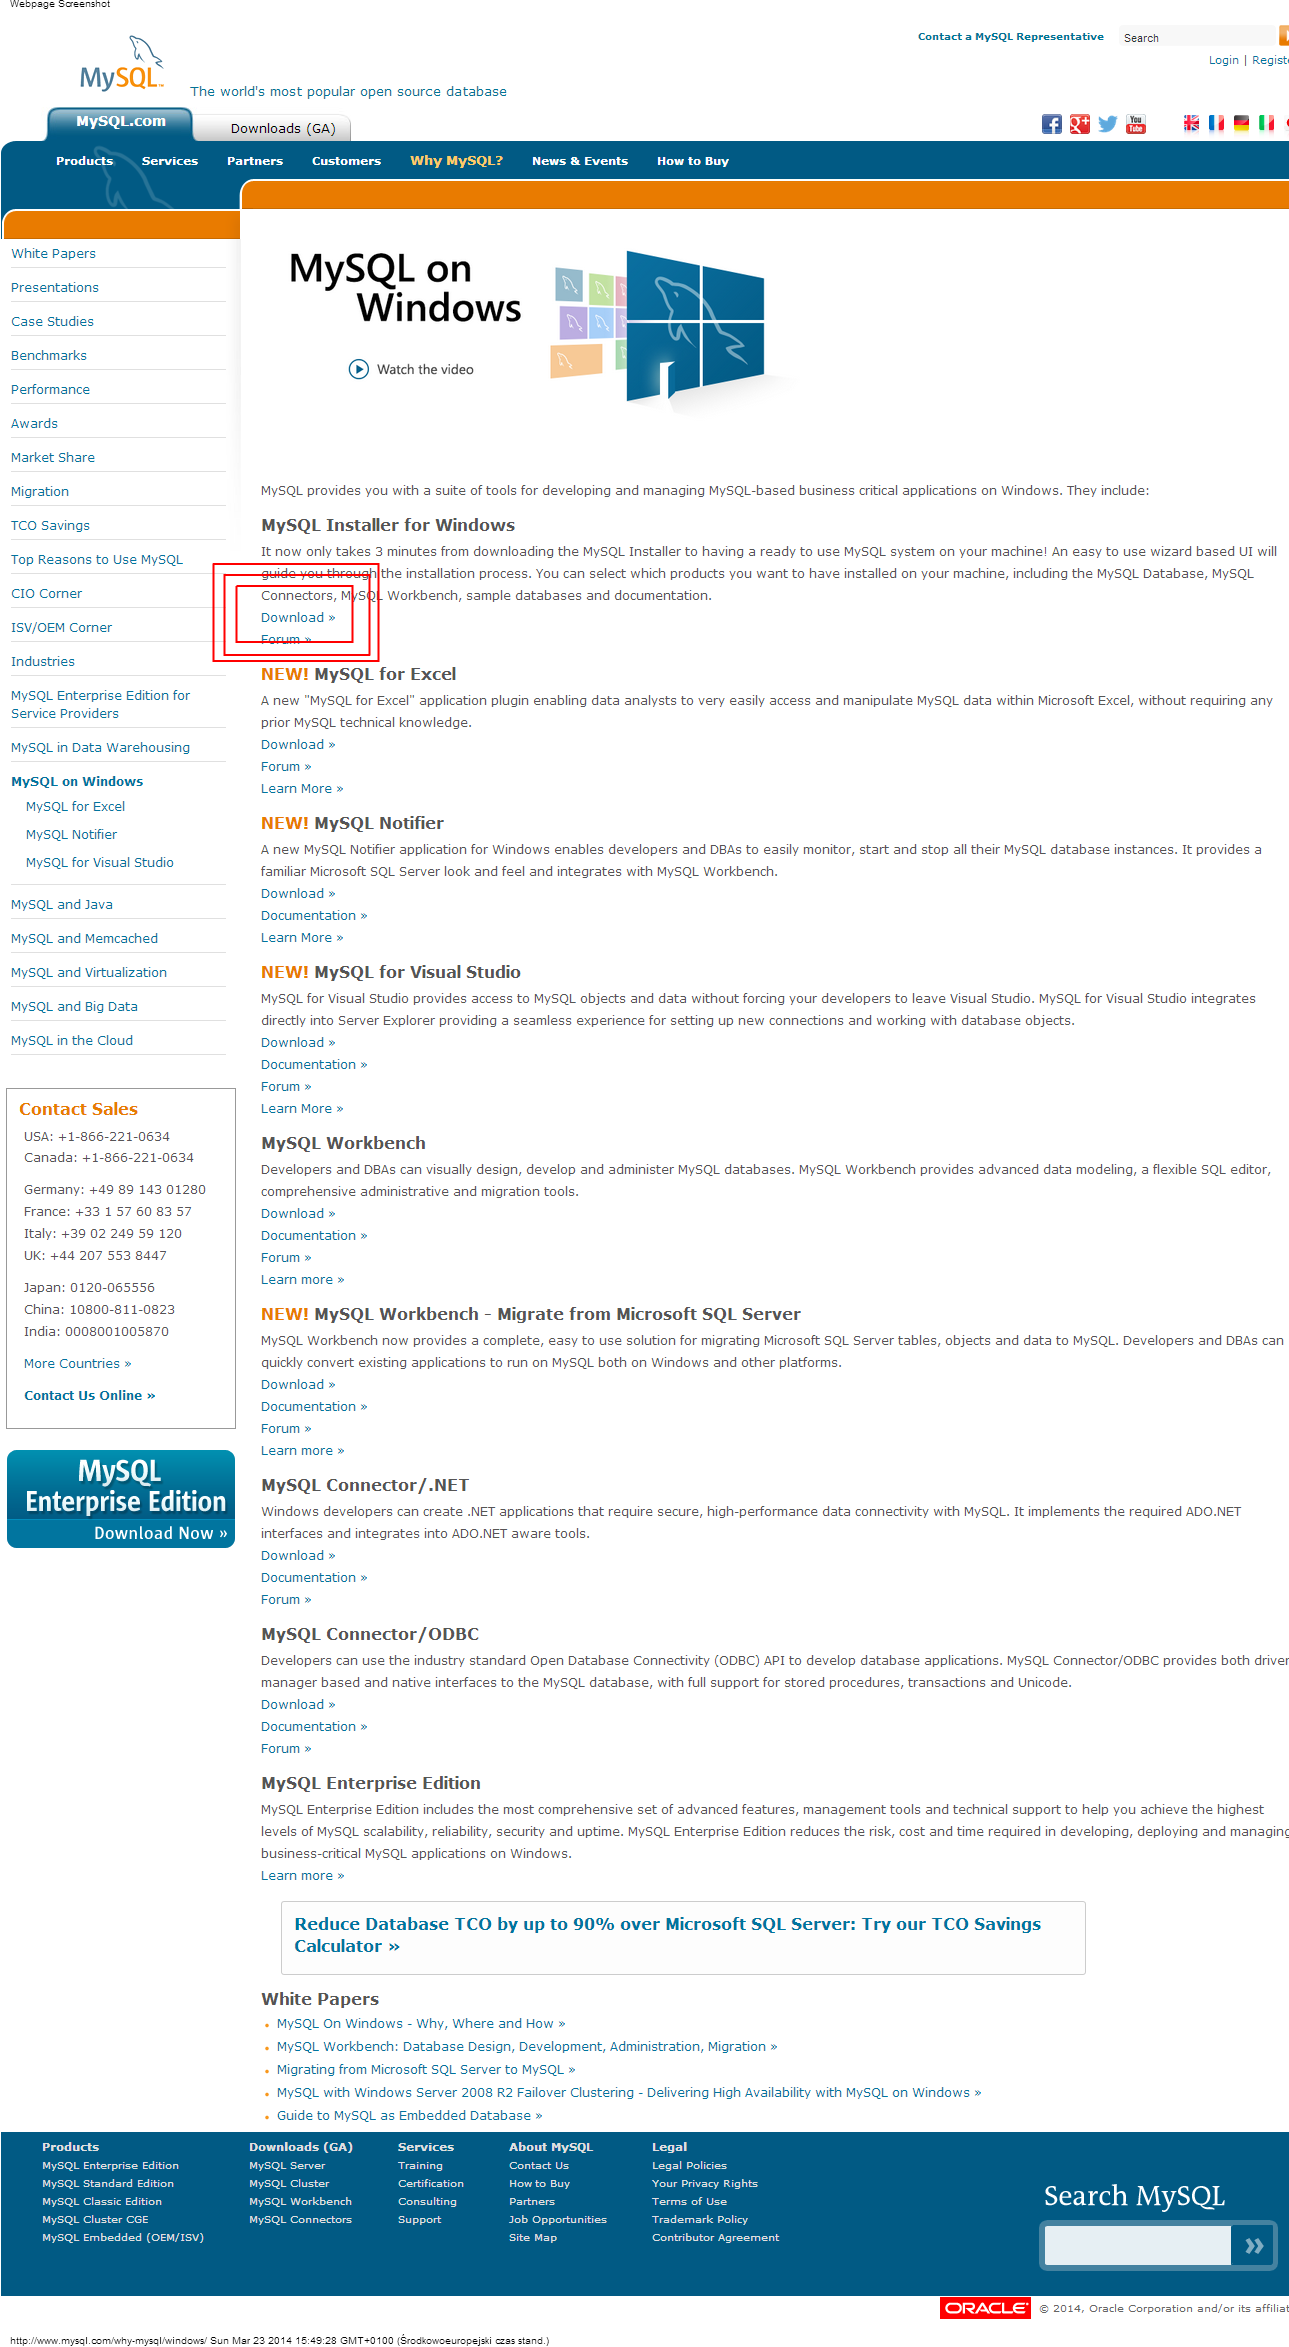 Webpage Screenshot
Contact a MySQL Representative
Search
Login | Registe
MySQL™
The world's most popular open source database
MySQL.com
Downloads (GA)
Products Services Partners Customers Why MySQL? News & Events How to Buy
White Papers
Presentations
Case Studies
Benchmarks
Performance
Awards
Market Share
Migration
TCO Savings
Top Reasons to Use MySQL
CIO Corner
ISV/OEM Corner
Industries
MySQL Enterprise Edition for
Service Providers
MySQL in Data Warehousing
MySQL on Windows
MySQL for Excel
MySQL Notifier
MySQL for Visual Studio
MySQL and Java
MySQL and Memcached
MySQL and Virtualization
MySQL and Big Data
MySQL in the Cloud
Contact Sales
USA: +1-866-221-0634
Canada: +1-866-221-0634
Germany: +49 89 143 01280
France: +33 1 57 60 83 57
Italy: +39 02 249 59 120
UK: +44 207 553 8447
Japan: 0120-065556
China: 10800-811-0823
India: 0008001005870
More Countries »
Contact Us Online »
MySQL
Enterprise Edition
Download Now »
MySQL on
Windows
Watch the video
MySQL provides you with a suite of tools for developing and managing MySQL-based business critical applications on Windows. They include:
MySQL Installer for Windows
It now only takes 3 minutes from downloading the MySQL Installer to having a ready to use MySQL system on your machine! An easy to use wizard based UI will
guide you through the installation process. You can select which products you want to have installed on your machine, including the MySQL Database, MySQL
Connectors, MySQL Workbench, sample databases and documentation.
Download »
Forum »
NEW! MySQL for Excel
A new "MySQL for Excel" application plugin enabling data analysts to very easily access and manipulate MySQL data within Microsoft Excel, without requiring any
prior MySQL technical knowledge.
Download »
Forum »
Learn More »
NEW! MySQL Notifier
A new MySQL Notifier application for Windows enables developers and DBAs to easily monitor, start and stop all their MySQL database instances. It provides a
familiar Microsoft SQL Server look and feel and integrates with MySQL Workbench.
Download »
Documentation »
Learn More »
NEW! MySQL for Visual Studio
MySQL for Visual Studio provides access to MySQL objects and data without forcing your developers to leave Visual Studio. MySQL for Visual Studio integrates
directly into Server Explorer providing a seamless experience for setting up new connections and working with database objects.
Download »
Documentation »
Forum »
Learn More »
MySQL Workbench
Developers and DBAs can visually design, develop and administer MySQL databases. MySQL Workbench provides advanced data modeling, a flexible SQL editor,
comprehensive administrative and migration tools.
Download »
Documentation »
Forum »
Learn more »
NEW! MySQL Workbench - Migrate from Microsoft SQL Server
MySQL Workbench now provides a complete, easy to use solution for migrating Microsoft SQL Server tables, objects and data to MySQL. Developers and DBAs can
quickly convert existing applications to run on MySQL both on Windows and other platforms.
Download »
Documentation »
Forum »
Learn more »
MySQL Connector/.NET
Windows developers can create .NET applications that require secure, high-performance data connectivity with MySQL. It implements the required ADO.NET
interfaces and integrates into ADO.NET aware tools.
Download »
Documentation »
Forum »
MySQL Connector/ODBC
Developers can use the industry standard Open Database Connectivity (ODBC) API to develop database applications. MySQL Connector/ODBC provides both driver
manager based and native interfaces to the MySQL database, with full support for stored procedures, transactions and Unicode.
Download »
Documentation »
Forum »
MySQL Enterprise Edition
MySQL Enterprise Edition includes the most comprehensive set of advanced features, management tools and technical support to help you achieve the highest
levels of MySQL scalability, reliability, security and uptime. MySQL Enterprise Edition reduces the risk, cost and time required in developing, deploying and managing
business-critical MySQL applications on Windows.
Learn more »
Reduce Database TCO by up to 90% over Microsoft SQL Server: Try our TCO Savings
Calculator »
White Papers
MySQL On Windows - Why, Where and How »
MySQL Workbench: Database Design, Development, Administration, Migration »
Migrating from Microsoft SQL Server to MySQL »
MySQL with Windows Server 2008 R2 Failover Clustering - Delivering High Availability with MySQL on Windows »
Guide to MySQL as Embedded Database »
Products
MySQL Enterprise Edition
MySQL Standard Edition
MySQL Classic Edition
MySQL Cluster CGE
MySQL Embedded (OEM/ISV)
Downloads (GA)
MySQL Server
MySQL Cluster
MySQL Workbench
MySQL Connectors
Services
Training
Certification
Consulting
Support
About MySQL
Contact Us
How to Buy
Partners
Job Opportunities
Site Map
Legal
Legal Policies
Your Privacy Rights
Terms of Use
Trademark Policy
Contributor Agreement
Search MySQL
»
ORACLE © 2014, Oracle Corporation and/or its affiliat
http://www.mysql.com/why-mysql/windows/ Sun Mar 23 2014 15:49:28 GMT+0100 (Środkowoeuropejski czas stand.)